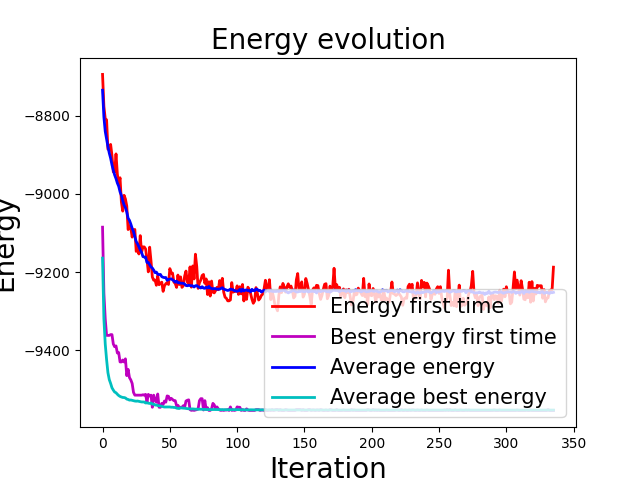 Energy evolution
Energy
−8800
−9000
−9200
−9400
Energy first time
Best energy first time
Average energy
Average best energy
0 50 100 150 200 250 300 350
Iteration